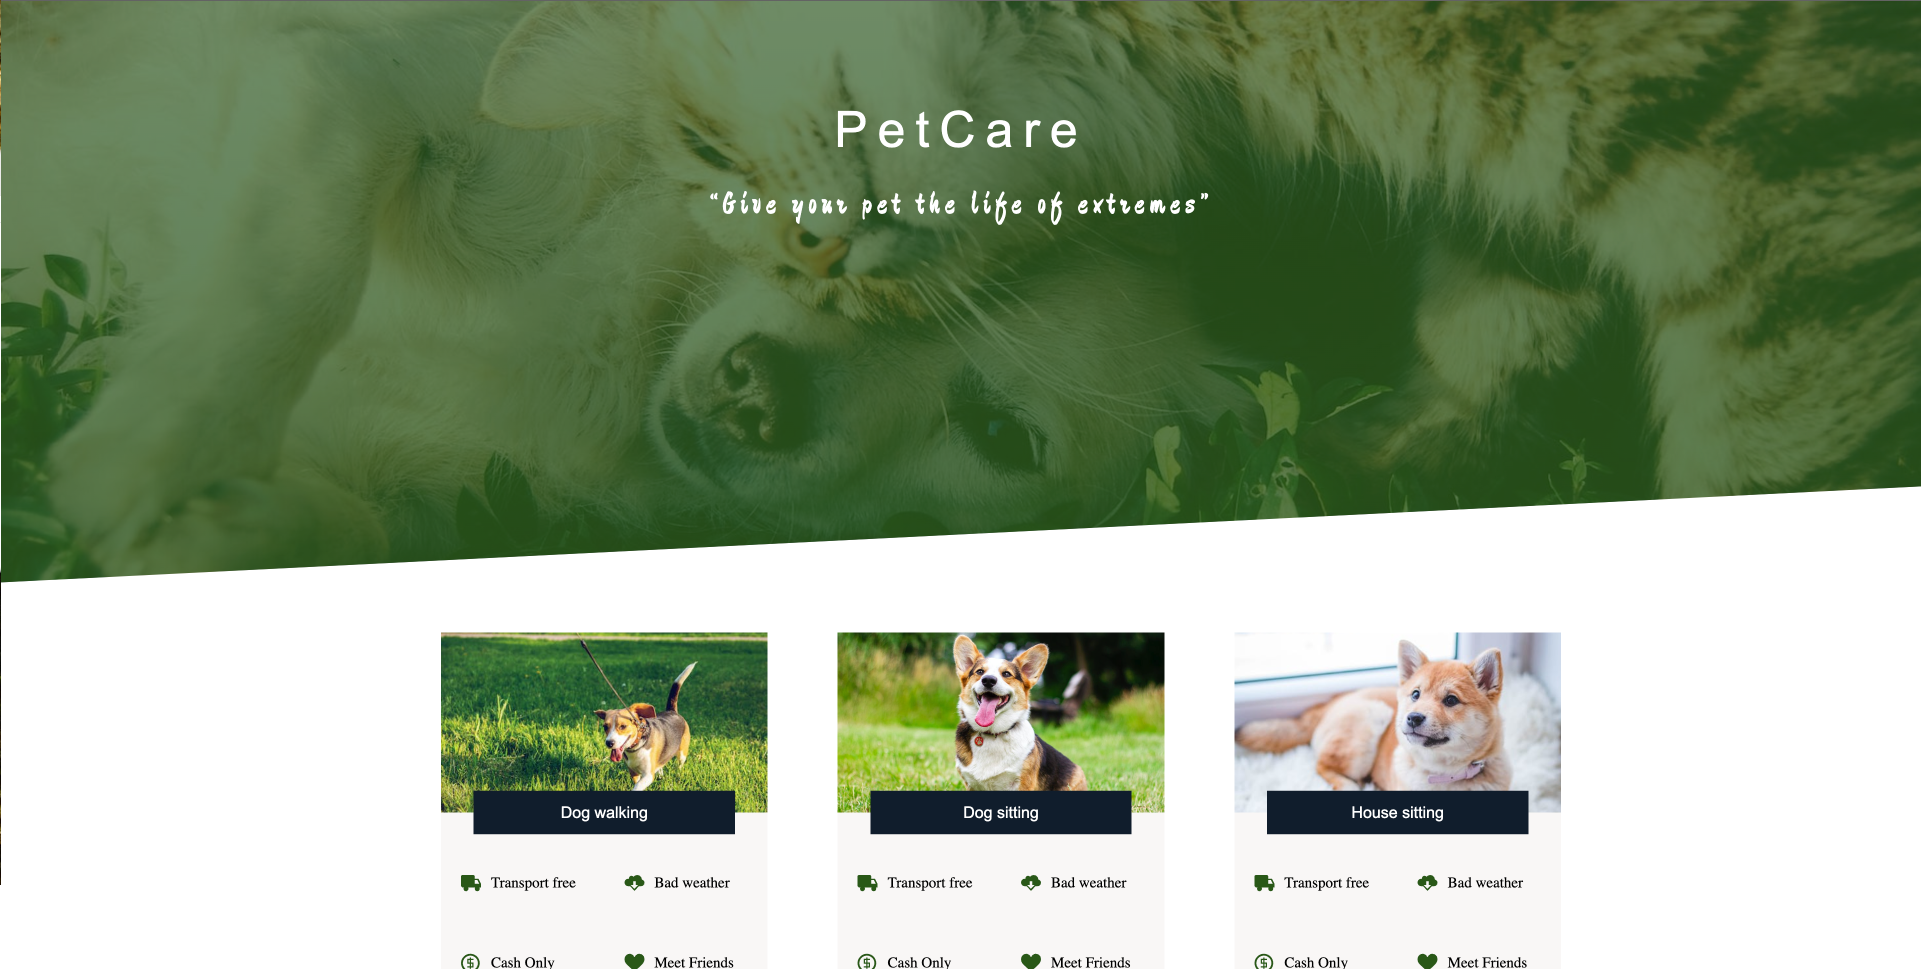 PetCare
“Give your pet the life of extremes”
Dog walking
Dog sitting
House sitting
Transport free
Bad weather
Transport free
Bad weather
Transport free
Bad weather
Cash Only
Meet Friends
Cash Only
Meet Friends
Cash Only
Meet Friends